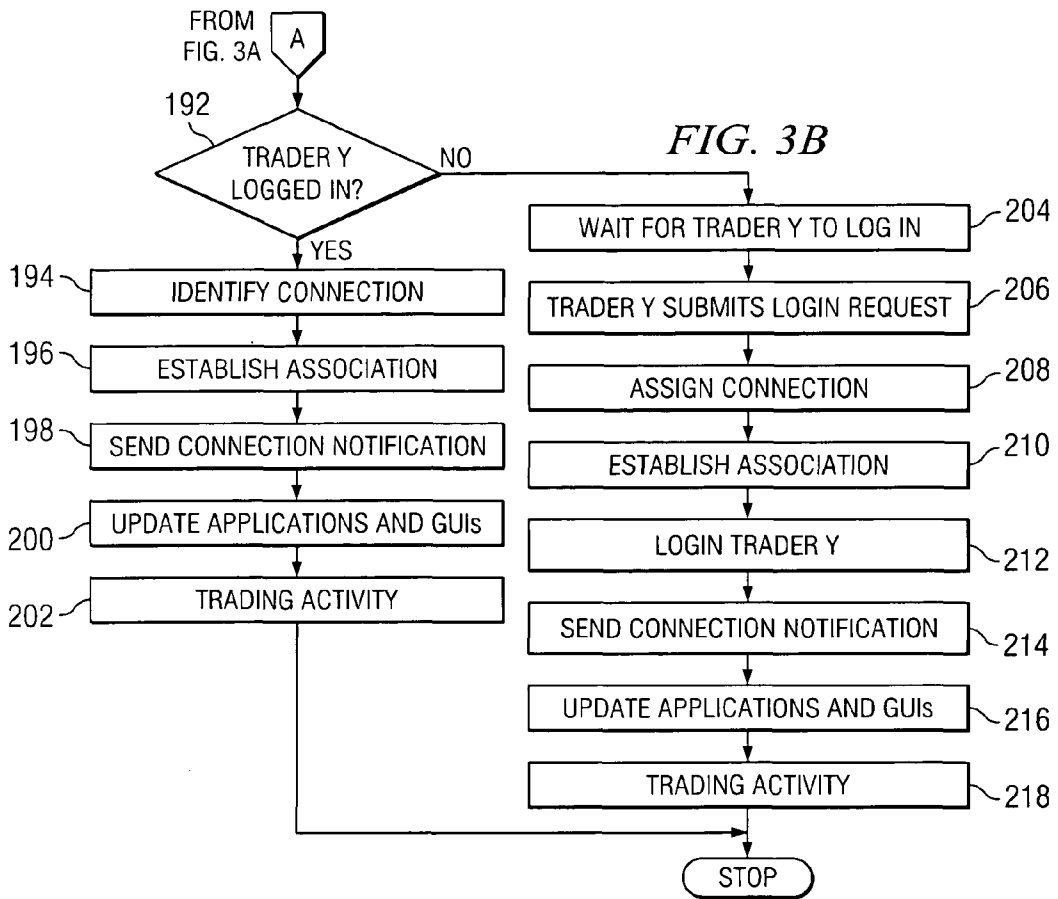 FROM
FIG. 3A
A
192
TRADER Y
LOGGED IN?
NO
YES
FIG. 3B
194
IDENTIFY CONNECTION
196
ESTABLISH ASSOCIATION
198
SEND CONNECTION NOTIFICATION
200
UPDATE APPLICATIONS AND GUIs
202
TRADING ACTIVITY
WAIT FOR TRADER Y TO LOG IN
204
TRADER Y SUBMITS LOGIN REQUEST
206
ASSIGN CONNECTION
208
ESTABLISH ASSOCIATION
210
LOGIN TRADER Y
212
SEND CONNECTION NOTIFICATION
214
UPDATE APPLICATIONS AND GUIs
216
TRADING ACTIVITY
218
STOP